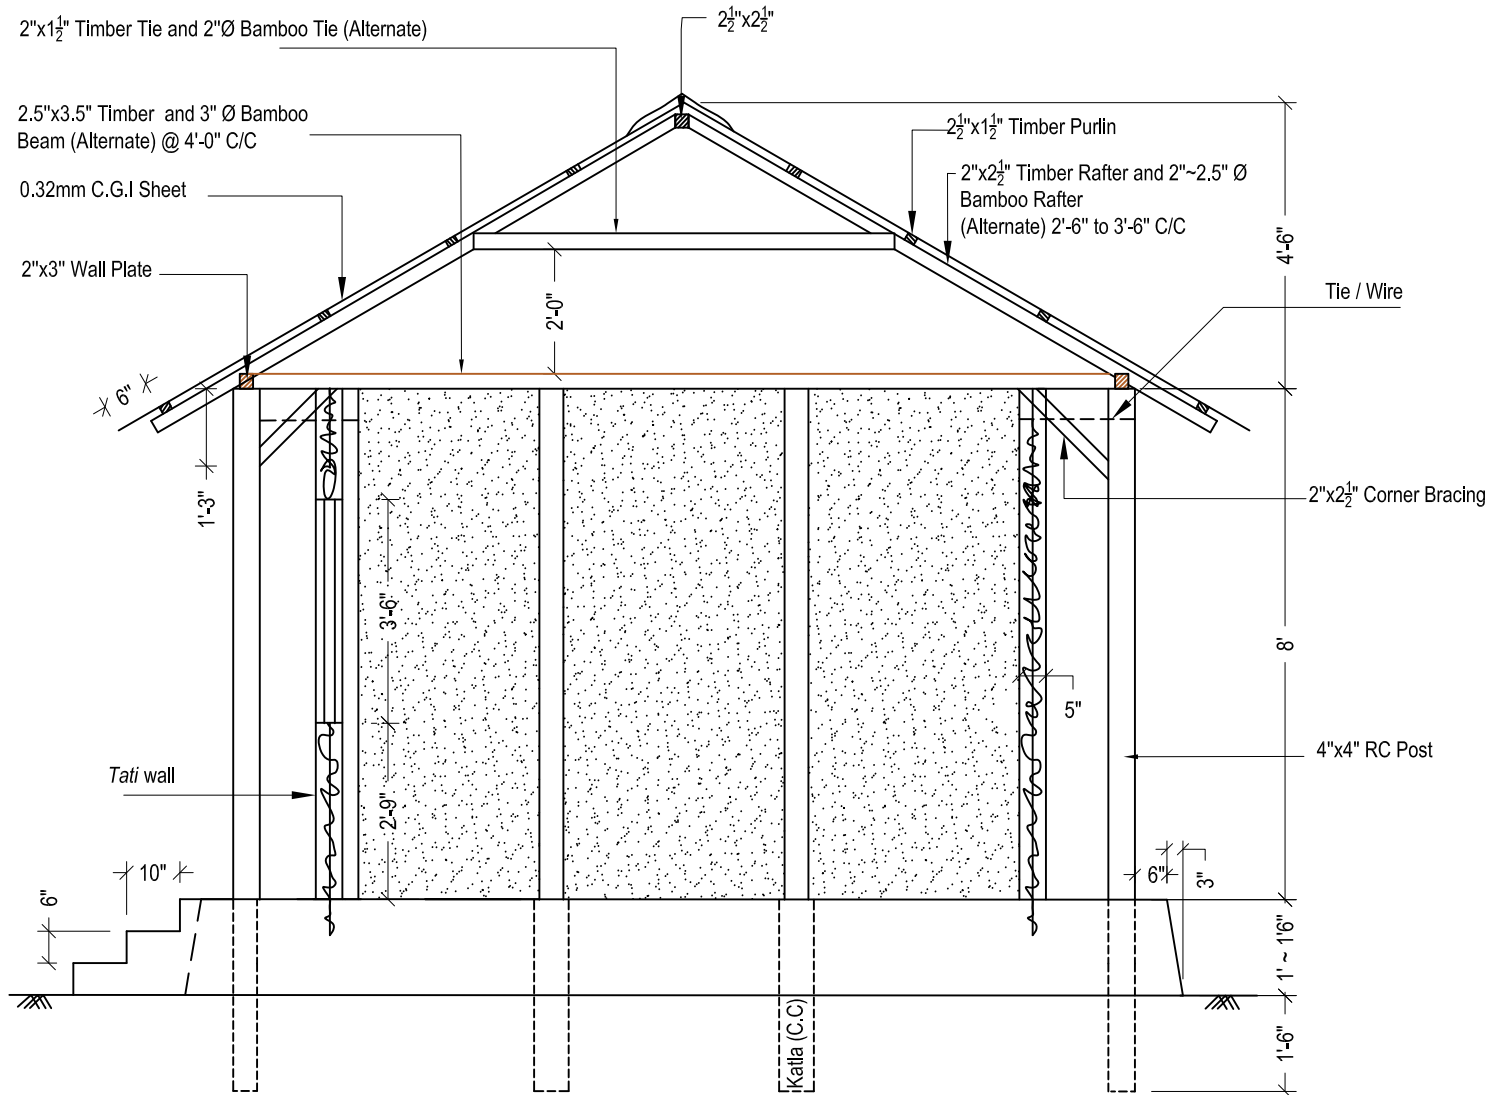 2"x1½" Timber Tie and 2"Ø Bamboo Tie (Alternate)
2½"x2½"
2.5"x3.5" Timber and 3" Ø Bamboo
Beam (Alternate) @ 4'-0" C/C
2½"x1½" Timber Purlin
0.32mm C.G.I Sheet
2"x2½" Timber Rafter and 2"~2.5" Ø
Bamboo Rafter
(Alternate) 2'-6" to 3'-6" C/C
4'-6"
2"x3" Wall Plate
Tie / Wire
2'-0"
6"
1'-3"
2"x2½" Corner Bracing
3'-6"
8'
5"
4"x4" RC Post
Tati wall
2'-9"
10"
6"
3"
6"
1' ~ 1'6"
Katla (C.C)
1'-6"